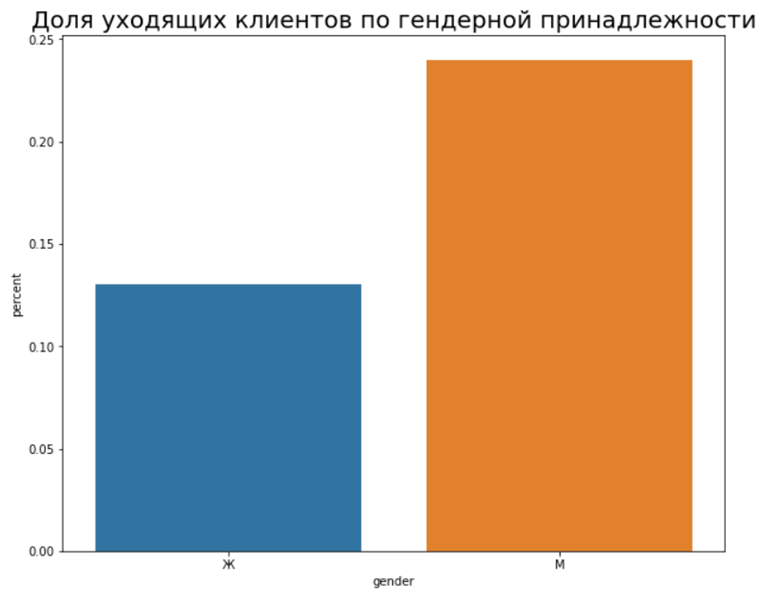 Доля уходящих клиентов по гендерной принадлежности
0.25
0.20
0.15
0.10
0.05
0.00
percent
Ж
М
gender